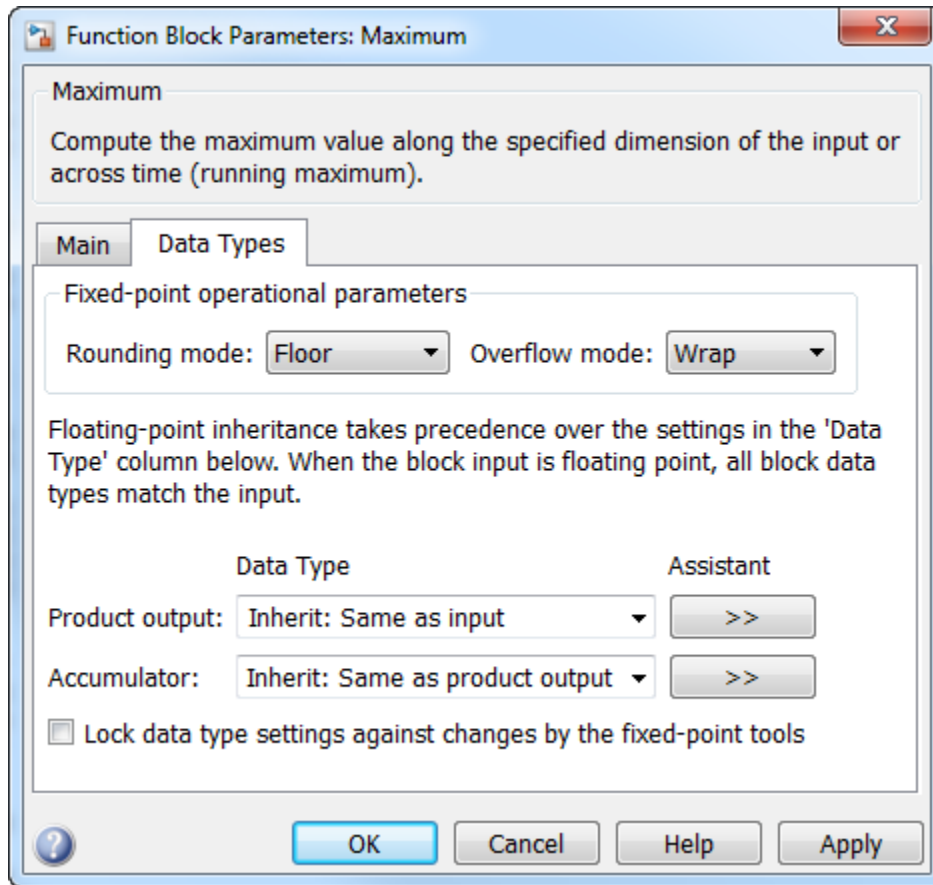 Function Block Parameters: Maximum
X
Maximum
Compute the maximum value along the specified dimension of the input or
across time (running maximum).
Main Data Types
Fixed-point operational parameters
Rounding mode: Floor Overflow mode: Wrap
Floating-point inheritance takes precedence over the settings in the 'Data
Type' column below. When the block input is floating point, all block data
types match the input.
Data Type Assistant
Product output: Inherit: Same as input >>
Accumulator: Inherit: Same as product output >>
Lock data type settings against changes by the fixed-point tools
? OK Cancel Help Apply